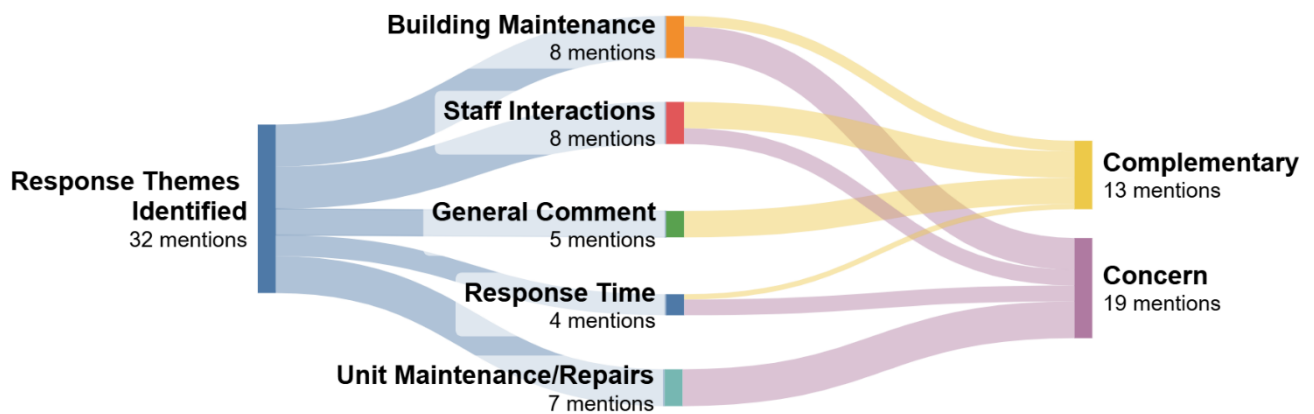 Response Themes
Identified
32 mentions
Building Maintenance
8 mentions
Staff Interactions
8 mentions
General Comment
5 mentions
Response Time
4 mentions
Unit Maintenance/Repairs
7 mentions
Complementary
13 mentions
Concern
19 mentions